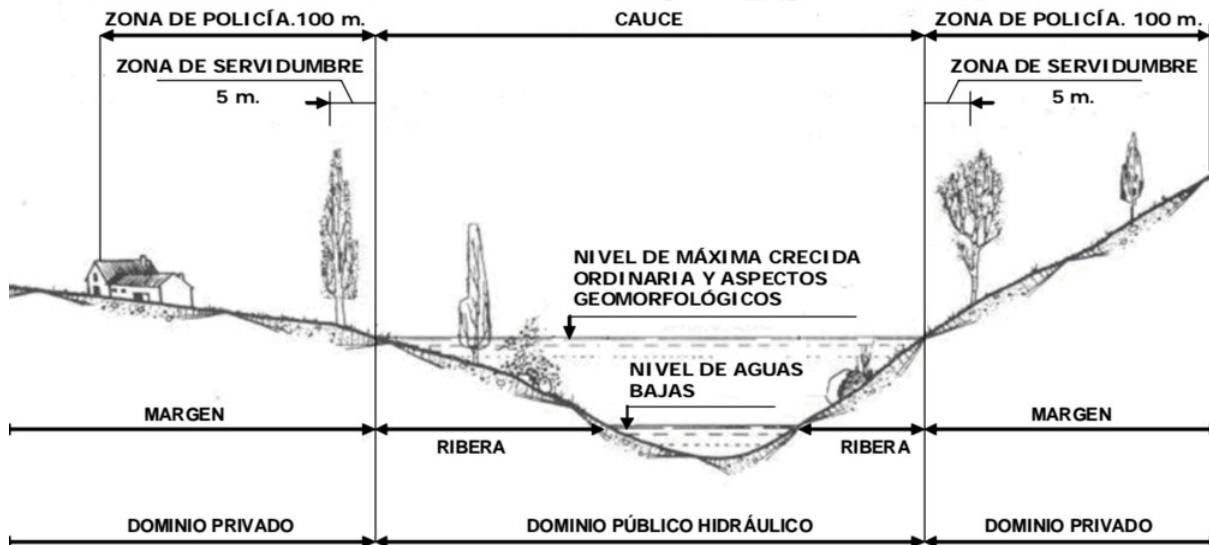 ZONA DE POLICÍA.100 m.
CAUCE
ZONA DE POLICÍA. 100 m.
ZONA DE SERVIDUMBRE
5 m.
ZONA DE SERVIDUMBRE
5 m.
NIVEL DE MÁXIMA CRECIDA
ORDINARIA Y ASPECTOS
GEOMORFOLÓGICOS
NIVEL DE AGUAS
BAJAS
MARGEN
RIBERA
RIBERA
MARGEN
DOMINIO PRIVADO
DOMINIO PÚBLICO HIDRÁULICO
DOMINIO PRIVADO